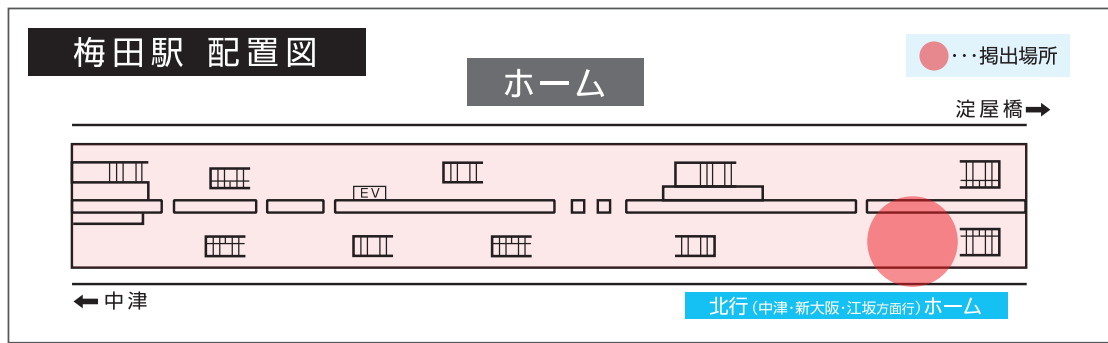 梅田駅 配置図
・・・掲出場所
ホーム
淀屋橋
EV
中津
北行(中津・新大阪・江坂方面行)ホーム